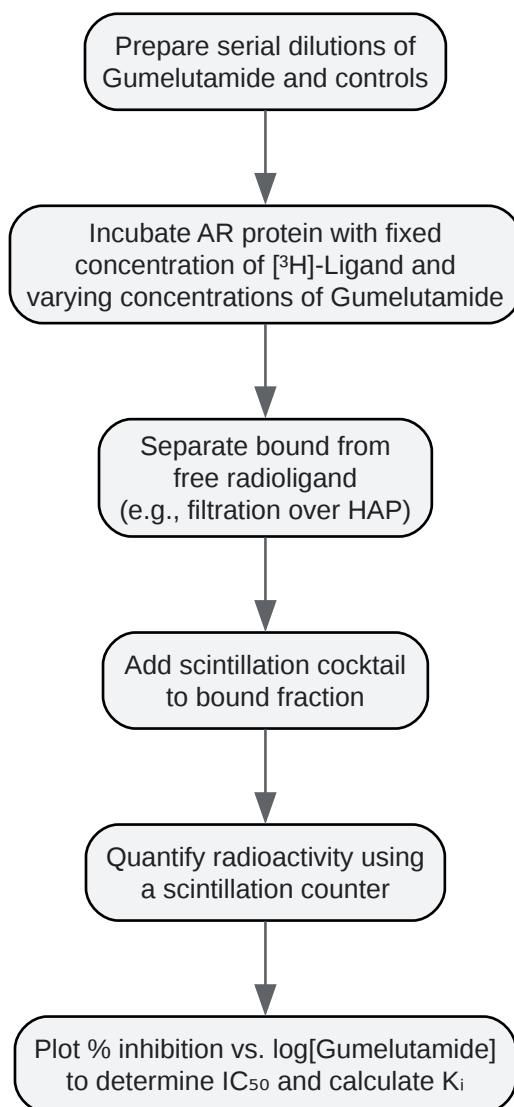 Prepare serial dilutions of
Gumelutamide and controls
Incubate AR protein with fixed
concentration of [³H]-Ligand and
varying concentrations of Gumelutamide
Separate bound from
free radioligand
(e.g., filtration over HAP)
Add scintillation cocktail
to bound fraction
Quantify radioactivity using
a scintillation counter
Plot % inhibition vs. log[Gumelutamide]
to determine IC₅₀ and calculate Kᵢ